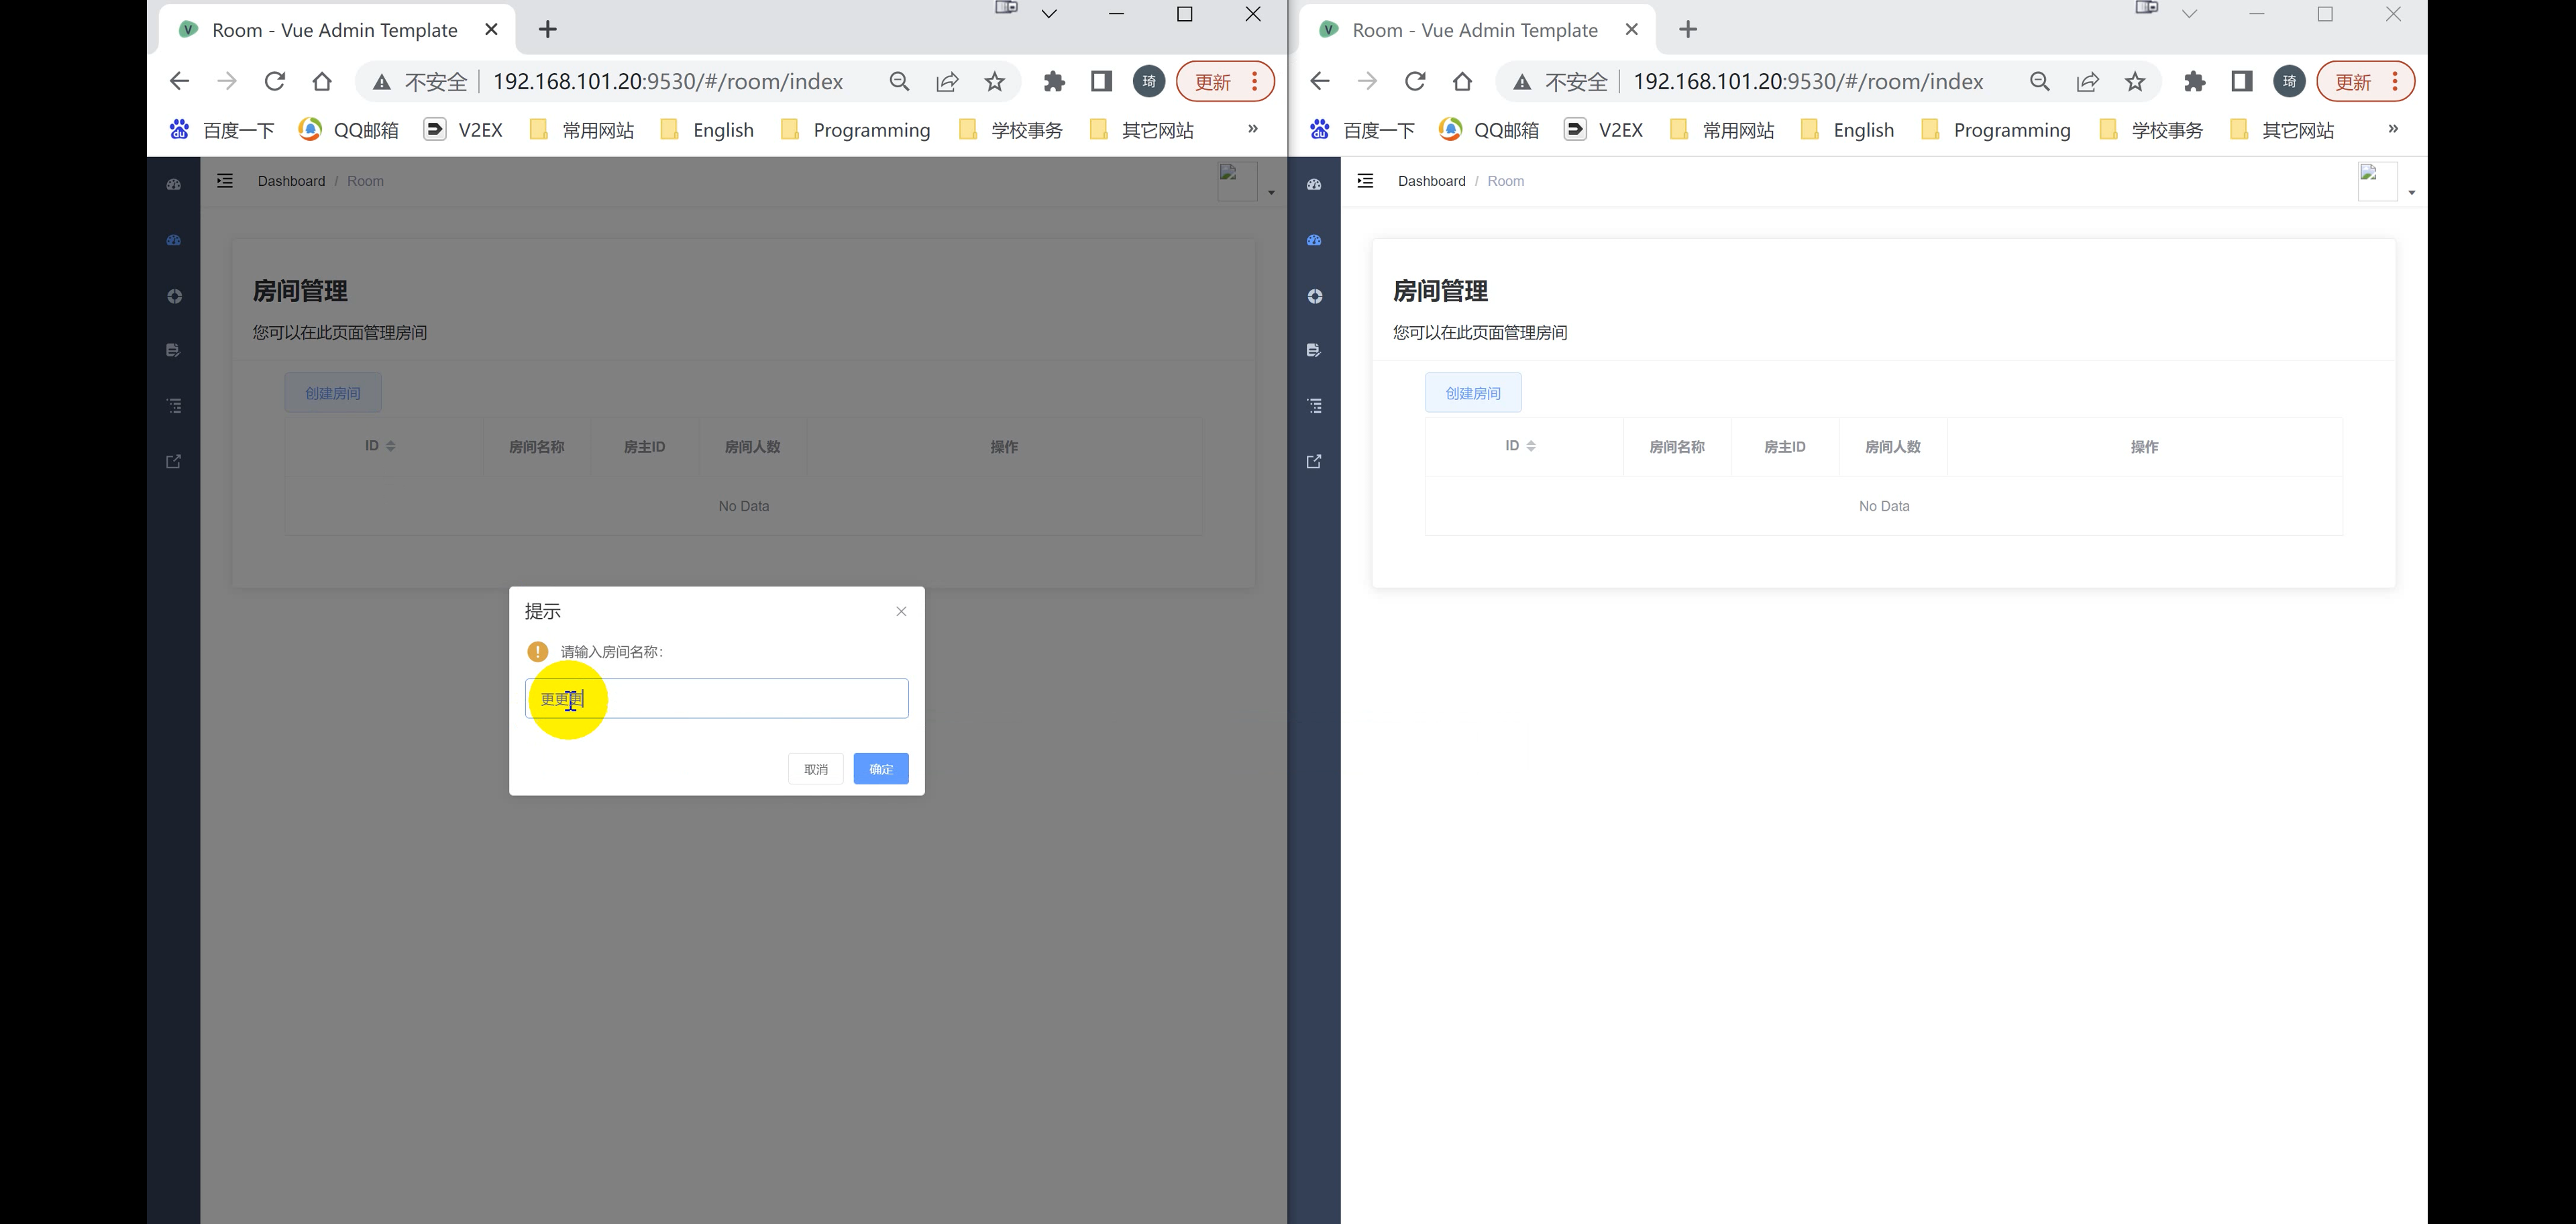 Room - Vue Admin Template
不安全 192.168.101.20:9530/#/room/index
琦
更新
百度一下 QQ邮箱 V2EX 常用网站 English Programming 学校事务 其它网站 »
Dashboard / Room
房间管理
您可以在此页面管理房间
创建房间
ID 房间名称 房主ID 房间人数 操作
No Data
提示
请输入房间名称:
更更更
取消 确定
Room - Vue Admin Template
不安全 192.168.101.20:9530/#/room/index
琦
更新
百度一下 QQ邮箱 V2EX 常用网站 English Programming 学校事务 其它网站 »
Dashboard / Room
房间管理
您可以在此页面管理房间
创建房间
ID 房间名称 房主ID 房间人数 操作
No Data